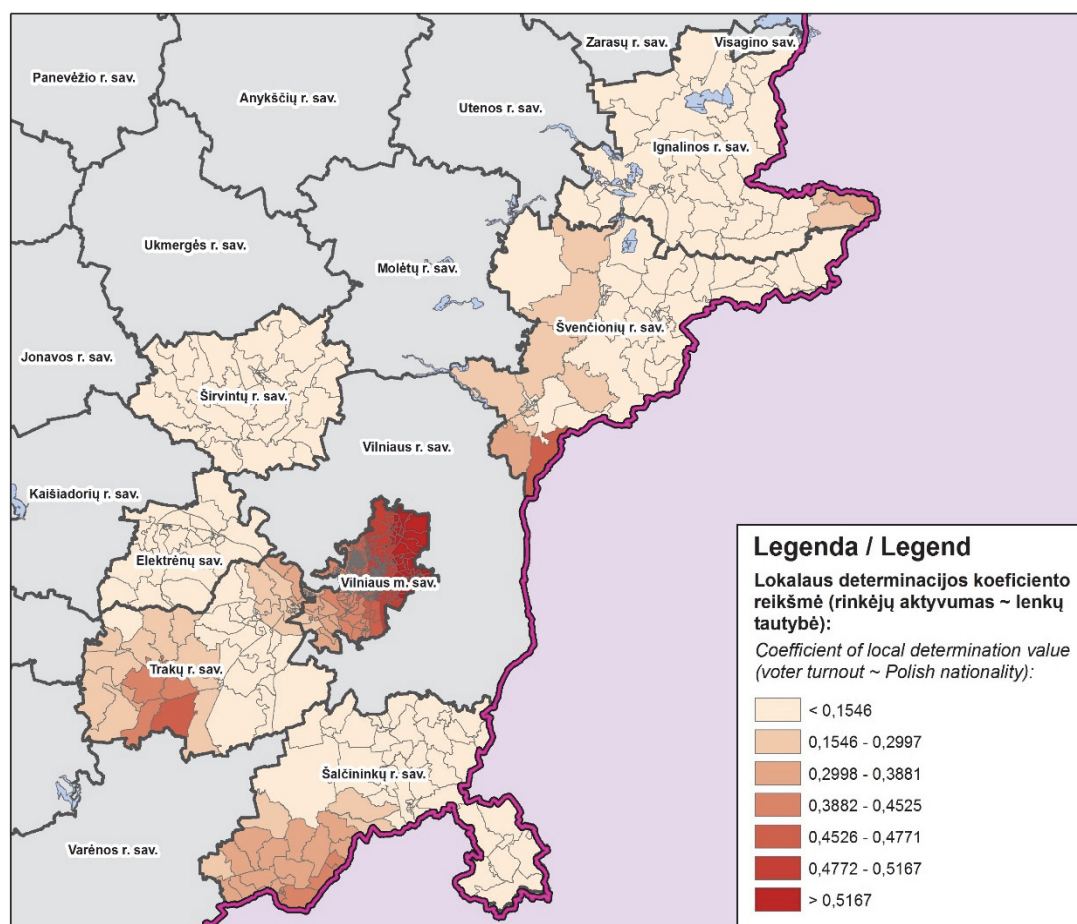 Zarasų r. sav.
Visagino sav.
Panevėžio r. sav.
Anykščių r. sav.
Utenos r. sav.
Ignalinos r. sav.
Ukmergės r. sav.
Molėtų r. sav.
Švenčionių r. sav.
Jonavos r. sav.
Širvintų r. sav.
Vilniaus r. sav.
Kaišiadorių r. sav.
Elektrėnų sav.
Vilniaus m. sav.
Trakų r. sav.
Šalčininkų r. sav.
Varėnos r. sav.
Legenda / Legend
Lokalaus determinacijos koeficiento
reikšmė (rinkėjų aktyvumas ~ lenkų
tautybė):
Coefficient of local determination value
(voter turnout ~ Polish nationality):
< 0,1546
0,1546 - 0,2997
0,2998 - 0,3881
0,3882 - 0,4525
0,4526 - 0,4771
0,4772 - 0,5167
> 0,5167